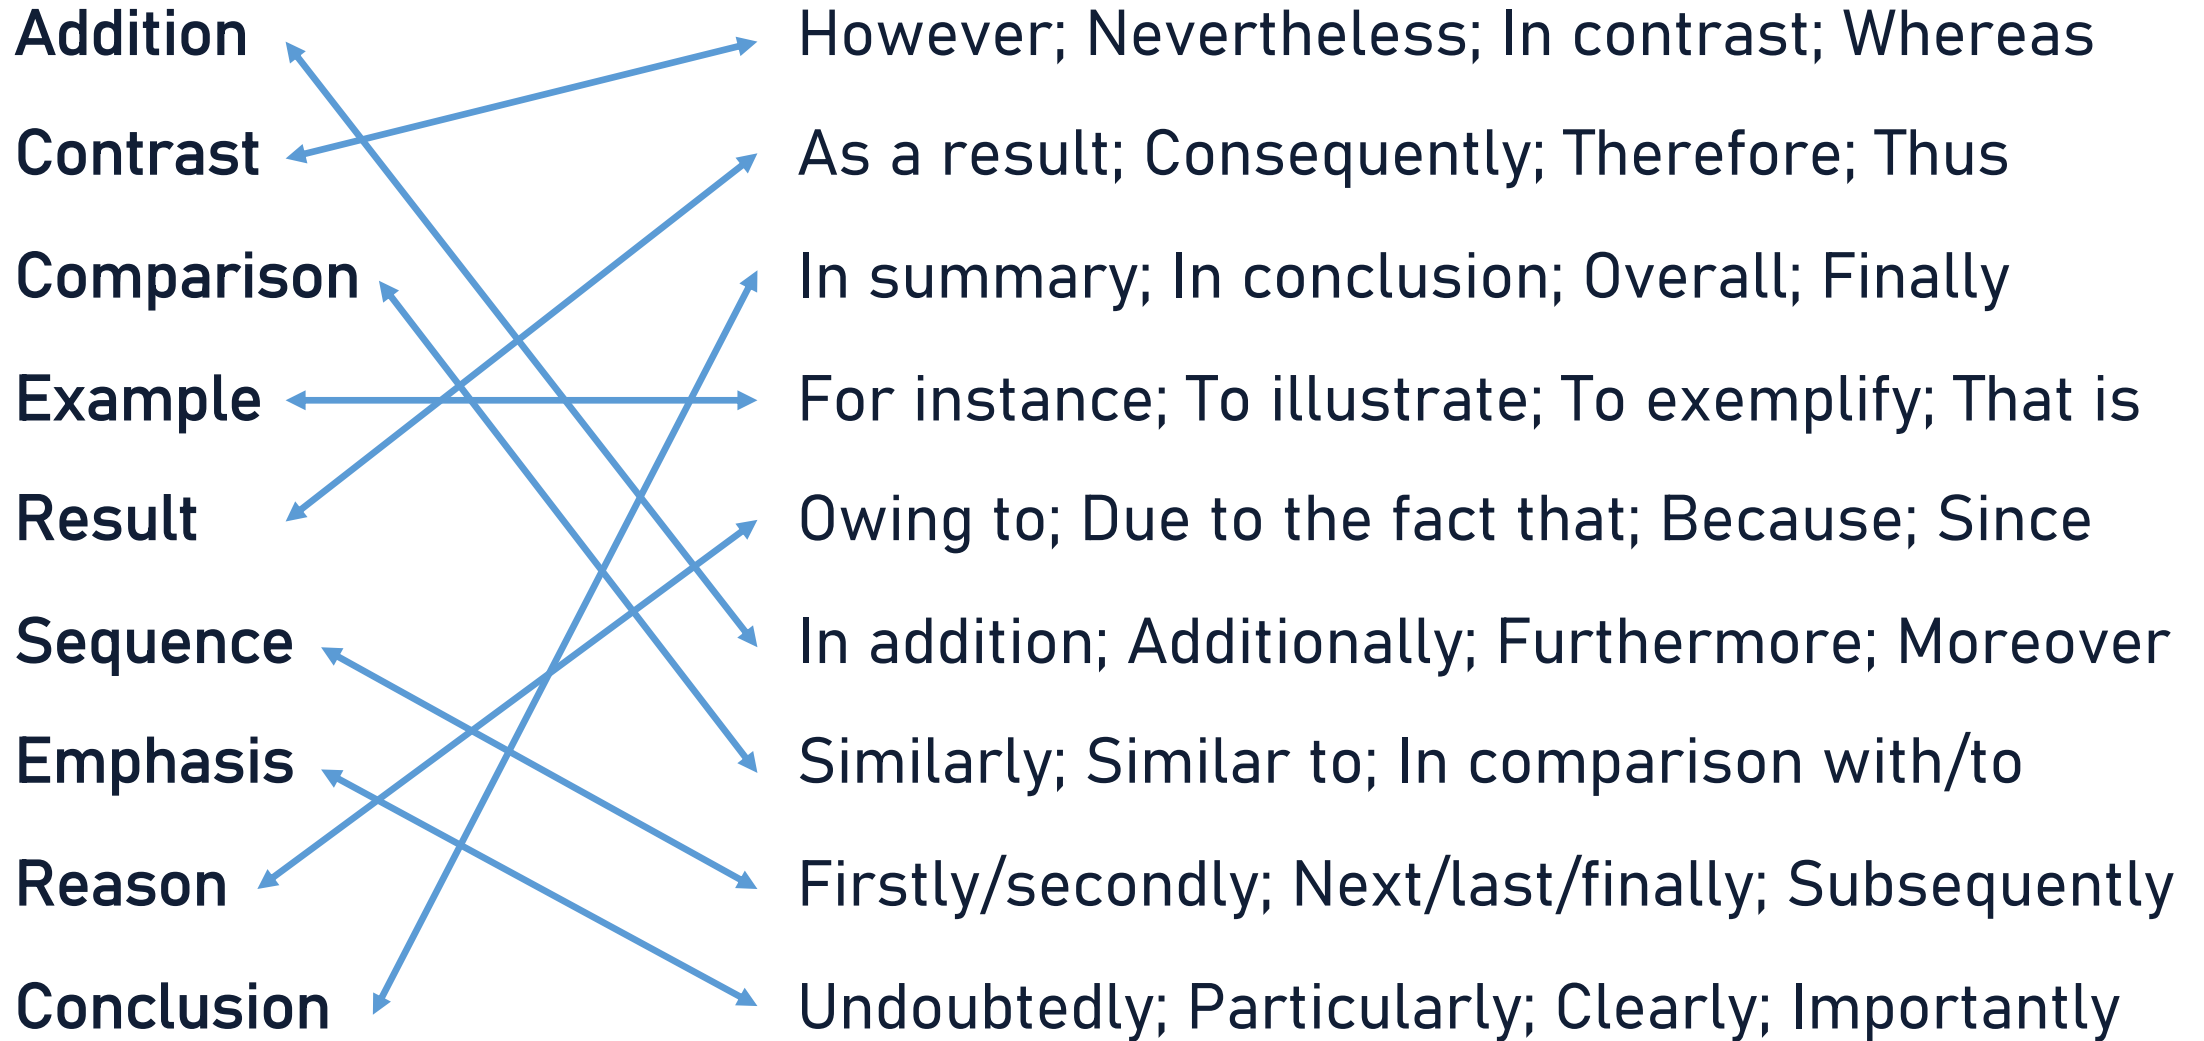 Addition However; Nevertheless; In contrast; Whereas
Contrast As a result; Consequently; Therefore; Thus
Comparison In summary; In conclusion; Overall; Finally
Example For instance; To illustrate; To exemplify; That is
Result Owing to; Due to the fact that; Because; Since
Sequence In addition; Additionally; Furthermore; Moreover
Emphasis Similarly; Similar to; In comparison with/to
Reason Firstly/secondly; Next/last/finally; Subsequently
Conclusion Undoubtedly; Particularly; Clearly; Importantly